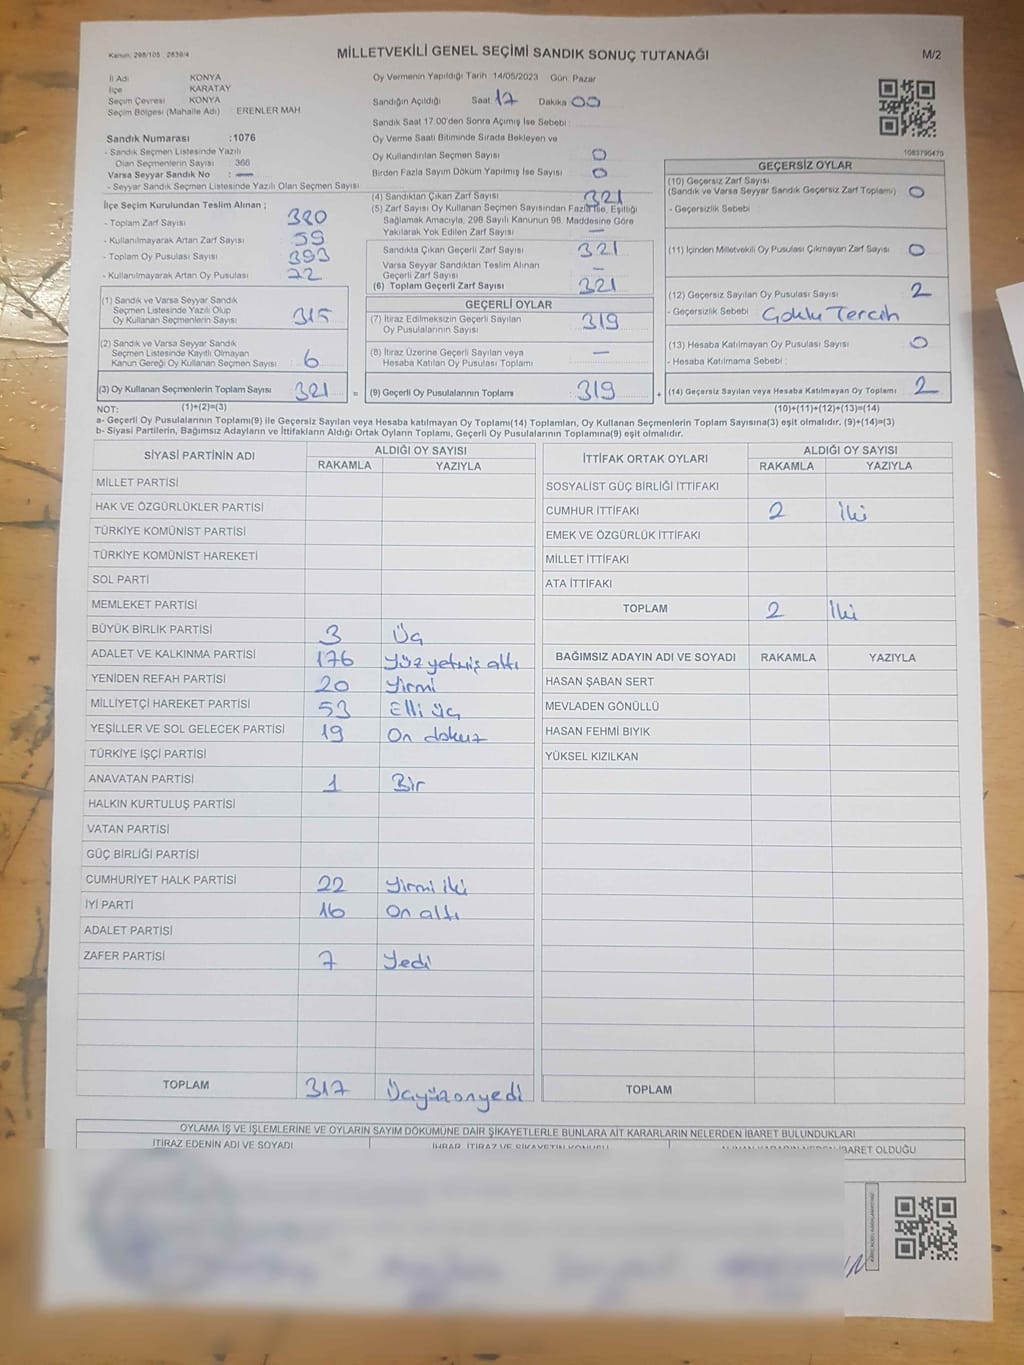 Kanun: 298/105 , 2839/4
MİLLETVEKİLİ GENEL SEÇİMİ SANDIK SONUÇ TUTANAĞI
M/2
İl Adı KONYA
İlçe KARATAY
Seçim Çevresi KONYA
Seçim Bölgesi (Mahalle Adı) : ERENLER MAH
Oy Vermenin Yapıldığı Tarih: 14/05/2023 Gün: Pazar
Sandığın Açıldığı Saat 17 Dakika 00
Sandık Saat 17.00'den Sonra Açımış İse Sebebi :
Sandık Numarası :1076
- Sandık Seçmen Listesinde Yazılı
Olan Seçmenlerin Sayısı : 366
Varsa Seyyar Sandık No : —
- Seyyar Sandık Seçmen Listesinde Yazılı Olan Seçmen Sayısı
Oy Verme Saati Bitiminde Sırada Bekleyen ve
Oy Kullandırılan Seçmen Sayısı 0
Birden Fazla Sayım Döküm Yapılmış İse Sayısı 0
1083790470
İlçe Seçim Kurulundan Teslim Alınan ;
- Toplam Zarf Sayısı 380
- Kullanılmayarak Artan Zarf Sayısı 59
- Toplam Oy Pusulası Sayısı 393
- Kullanılmayarak Artan Oy Pusulası 72
(1) Sandık ve Varsa Seyyar Sandık
Seçmen Listesinde Yazılı Olup
Oy Kullanan Seçmenlerin Sayısı 315
(2) Sandık ve Varsa Seyyar Sandık
Seçmen Listesinde Kayıtlı Olmayan
Kanun Gereği Oy Kullanan Seçmen Sayısı 6
(3) Oy Kullanan Seçmenlerin Toplam Sayısı 321 =
(1)+(2)=(3)
(4) Sandıktan Çıkan Zarf Sayısı 321
(5) Zarf Sayısı Oy Kullanan Seçmen Sayısından Fazla İse, Eşitliği
Sağlamak Amacıyla, 298 Sayılı Kanunun 98. Maddesine Göre
Yakılarak Yok Edilen Zarf Sayısı —
Sandıkta Çıkan Geçerli Zarf Sayısı 321
Varsa Seyyar Sandıktan Teslim Alınan
Geçerli Zarf Sayısı —
(6) Toplam Geçerli Zarf Sayısı 321
GEÇERLİ OYLAR
(7) İtiraz Edilmeksizin Geçerli Sayılan
Oy Pusulalarının Sayısı 319
(8) İtiraz Üzerine Geçerli Sayılan veya
Hesaba Katılan Oy Pusulası Toplamı —
(9) Geçerli Oy Pusulalarının Toplamı 319 +
GEÇERSİZ OYLAR
(10) Geçersiz Zarf Sayısı
(Sandık ve Varsa Seyyar Sandık Geçersiz Zarf Toplamı) 0
- Geçersizlik Sebebi :
(11) İçinden Milletvekili Oy Pusulası Çıkmayan Zarf Sayısı 0
(12) Geçersiz Sayılan Oy Pusulası Sayısı 2
- Geçersizlik Sebebi Çoklu Tercih
(13) Hesaba Katılmayan Oy Pusulası Sayısı 0
- Hesaba Katılmama Sebebi :
(14) Geçersiz Sayılan veya Hesaba Katılmayan Oy Toplamı 2
(10)+(11)+(12)+(13)=(14)
NOT:
a- Geçerli Oy Pusulalarının Toplamı(9) ile Geçersiz Sayılan veya Hesaba katılmayan Oy Toplamı(14) Toplamları, Oy Kullanan Seçmenlerin Toplam Sayısına(3) eşit olmalıdır. (9)+(14)=(3)
b- Siyasi Partilerin, Bağımsız Adayların ve İttifakların Aldığı Ortak Oyların Toplamı, Geçerli Oy Pusulalarının Toplamına(9) eşit olmalıdır.
SİYASİ PARTİNİN ADI
ALDIĞI OY SAYISI
RAKAMLA YAZIYLA
MİLLET PARTİSİ
HAK VE ÖZGÜRLÜKLER PARTİSİ
TÜRKİYE KOMÜNİST PARTİSİ
TÜRKİYE KOMÜNİST HAREKETİ
SOL PARTİ
MEMLEKET PARTİSİ
BÜYÜK BİRLİK PARTİSİ 3 Üç
ADALET VE KALKINMA PARTİSİ 176 Yüz yetmiş altı
YENİDEN REFAH PARTİSİ 20 Yirmi
MİLLİYETÇİ HAREKET PARTİSİ 53 Elli üç
YEŞİLLER VE SOL GELECEK PARTİSİ 19 On dokuz
TÜRKİYE İŞÇİ PARTİSİ
ANAVATAN PARTİSİ 1 Bir
HALKIN KURTULUŞ PARTİSİ
VATAN PARTİSİ
GÜÇ BİRLİĞİ PARTİSİ
CUMHURİYET HALK PARTİSİ 22 Yirmi iki
İYİ PARTİ 16 On altı
ADALET PARTİSİ
ZAFER PARTİSİ 7 Yedi
TOPLAM 317 Üçyüzonyedi
İTTİFAK ORTAK OYLARI
ALDIĞI OY SAYISI
RAKAMLA YAZIYLA
SOSYALİST GÜÇ BİRLİĞİ İTTİFAKI
CUMHUR İTTİFAKI 2 İki
EMEK VE ÖZGÜRLÜK İTTİFAKI
MİLLET İTTİFAKI
ATA İTTİFAKI
TOPLAM 2 İki
BAĞIMSIZ ADAYIN ADI VE SOYADI RAKAMLA YAZIYLA
HASAN ŞABAN SERT
MEVLADEN GÖNÜLLÜ
HASAN FEHMİ BIYIK
YÜKSEL KIZILKAN
TOPLAM
OYLAMA İŞ VE İŞLEMLERİNE VE OYLARIN SAYIM DÖKÜMÜNE DAİR ŞİKAYETLERLE BUNLARA AİT KARARLARIN NELERDEN İBARET BULUNDUKLARI
İTİRAZ EDENİN ADI VE SOYADI
İHBAR, İTİRAZ VE ŞİKAYETİN KONUSU
İBARET OLDUĞU